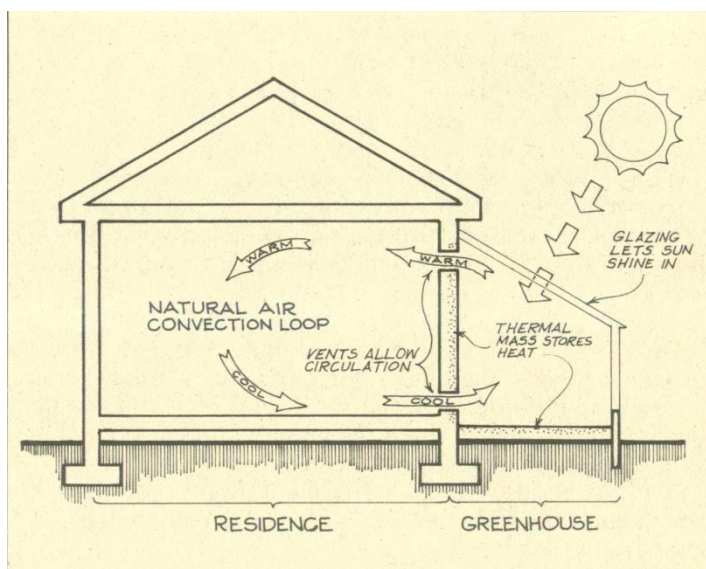 GLAZING
LETS SUN
SHINE IN
WARM
WARM
NATURAL AIR
CONVECTION LOOP
THERMAL
MASS STORES
HEAT
VENTS ALLOW
CIRCULATION
COOL
COOL
RESIDENCE
GREENHOUSE